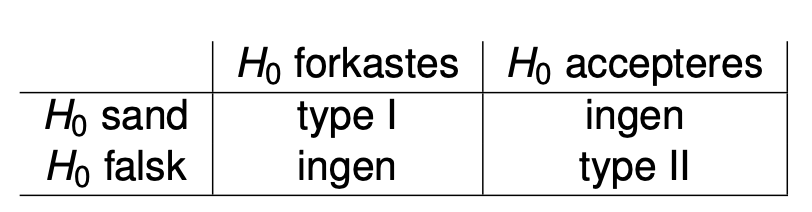 H₀ forkastes H₀ accepteres
H₀ sand type I ingen
H₀ falsk ingen type II